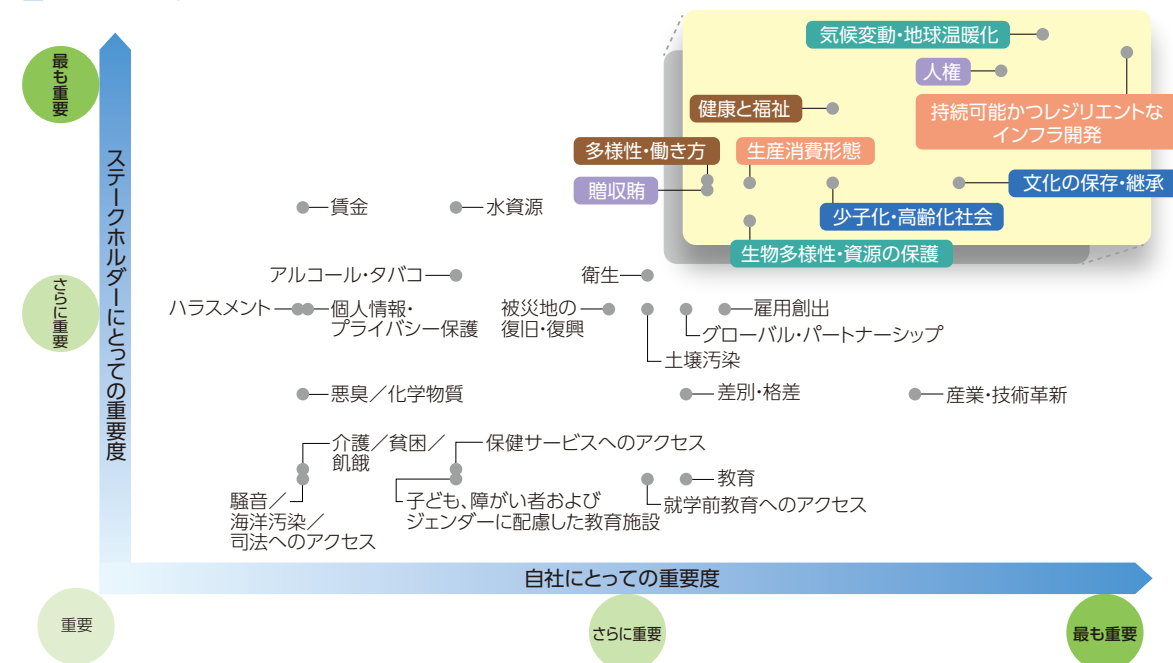 最も重要
ステークホルダーにとっての重要度
さらに重要
重要
気候変動・地球温暖化
人権
持続可能かつレジリエントな
インフラ開発
健康と福祉
多様性・働き方
生産消費形態
贈収賄
文化の保存・継承
少子化・高齢化社会
生物多様性・資源の保護
賃金
水資源
アルコール・タバコ
衛生
ハラスメント
個人情報・
プライバシー保護
被災地の
復旧・復興
雇用創出
グローバル・パートナーシップ
土壌汚染
悪臭／化学物質
差別・格差
産業・技術革新
介護／貧困／
飢餓
保健サービスへのアクセス
騒音／
海洋汚染／
司法へのアクセス
子ども、障がい者および
ジェンダーに配慮した教育施設
教育
就学前教育へのアクセス
自社にとっての重要度
さらに重要
最も重要